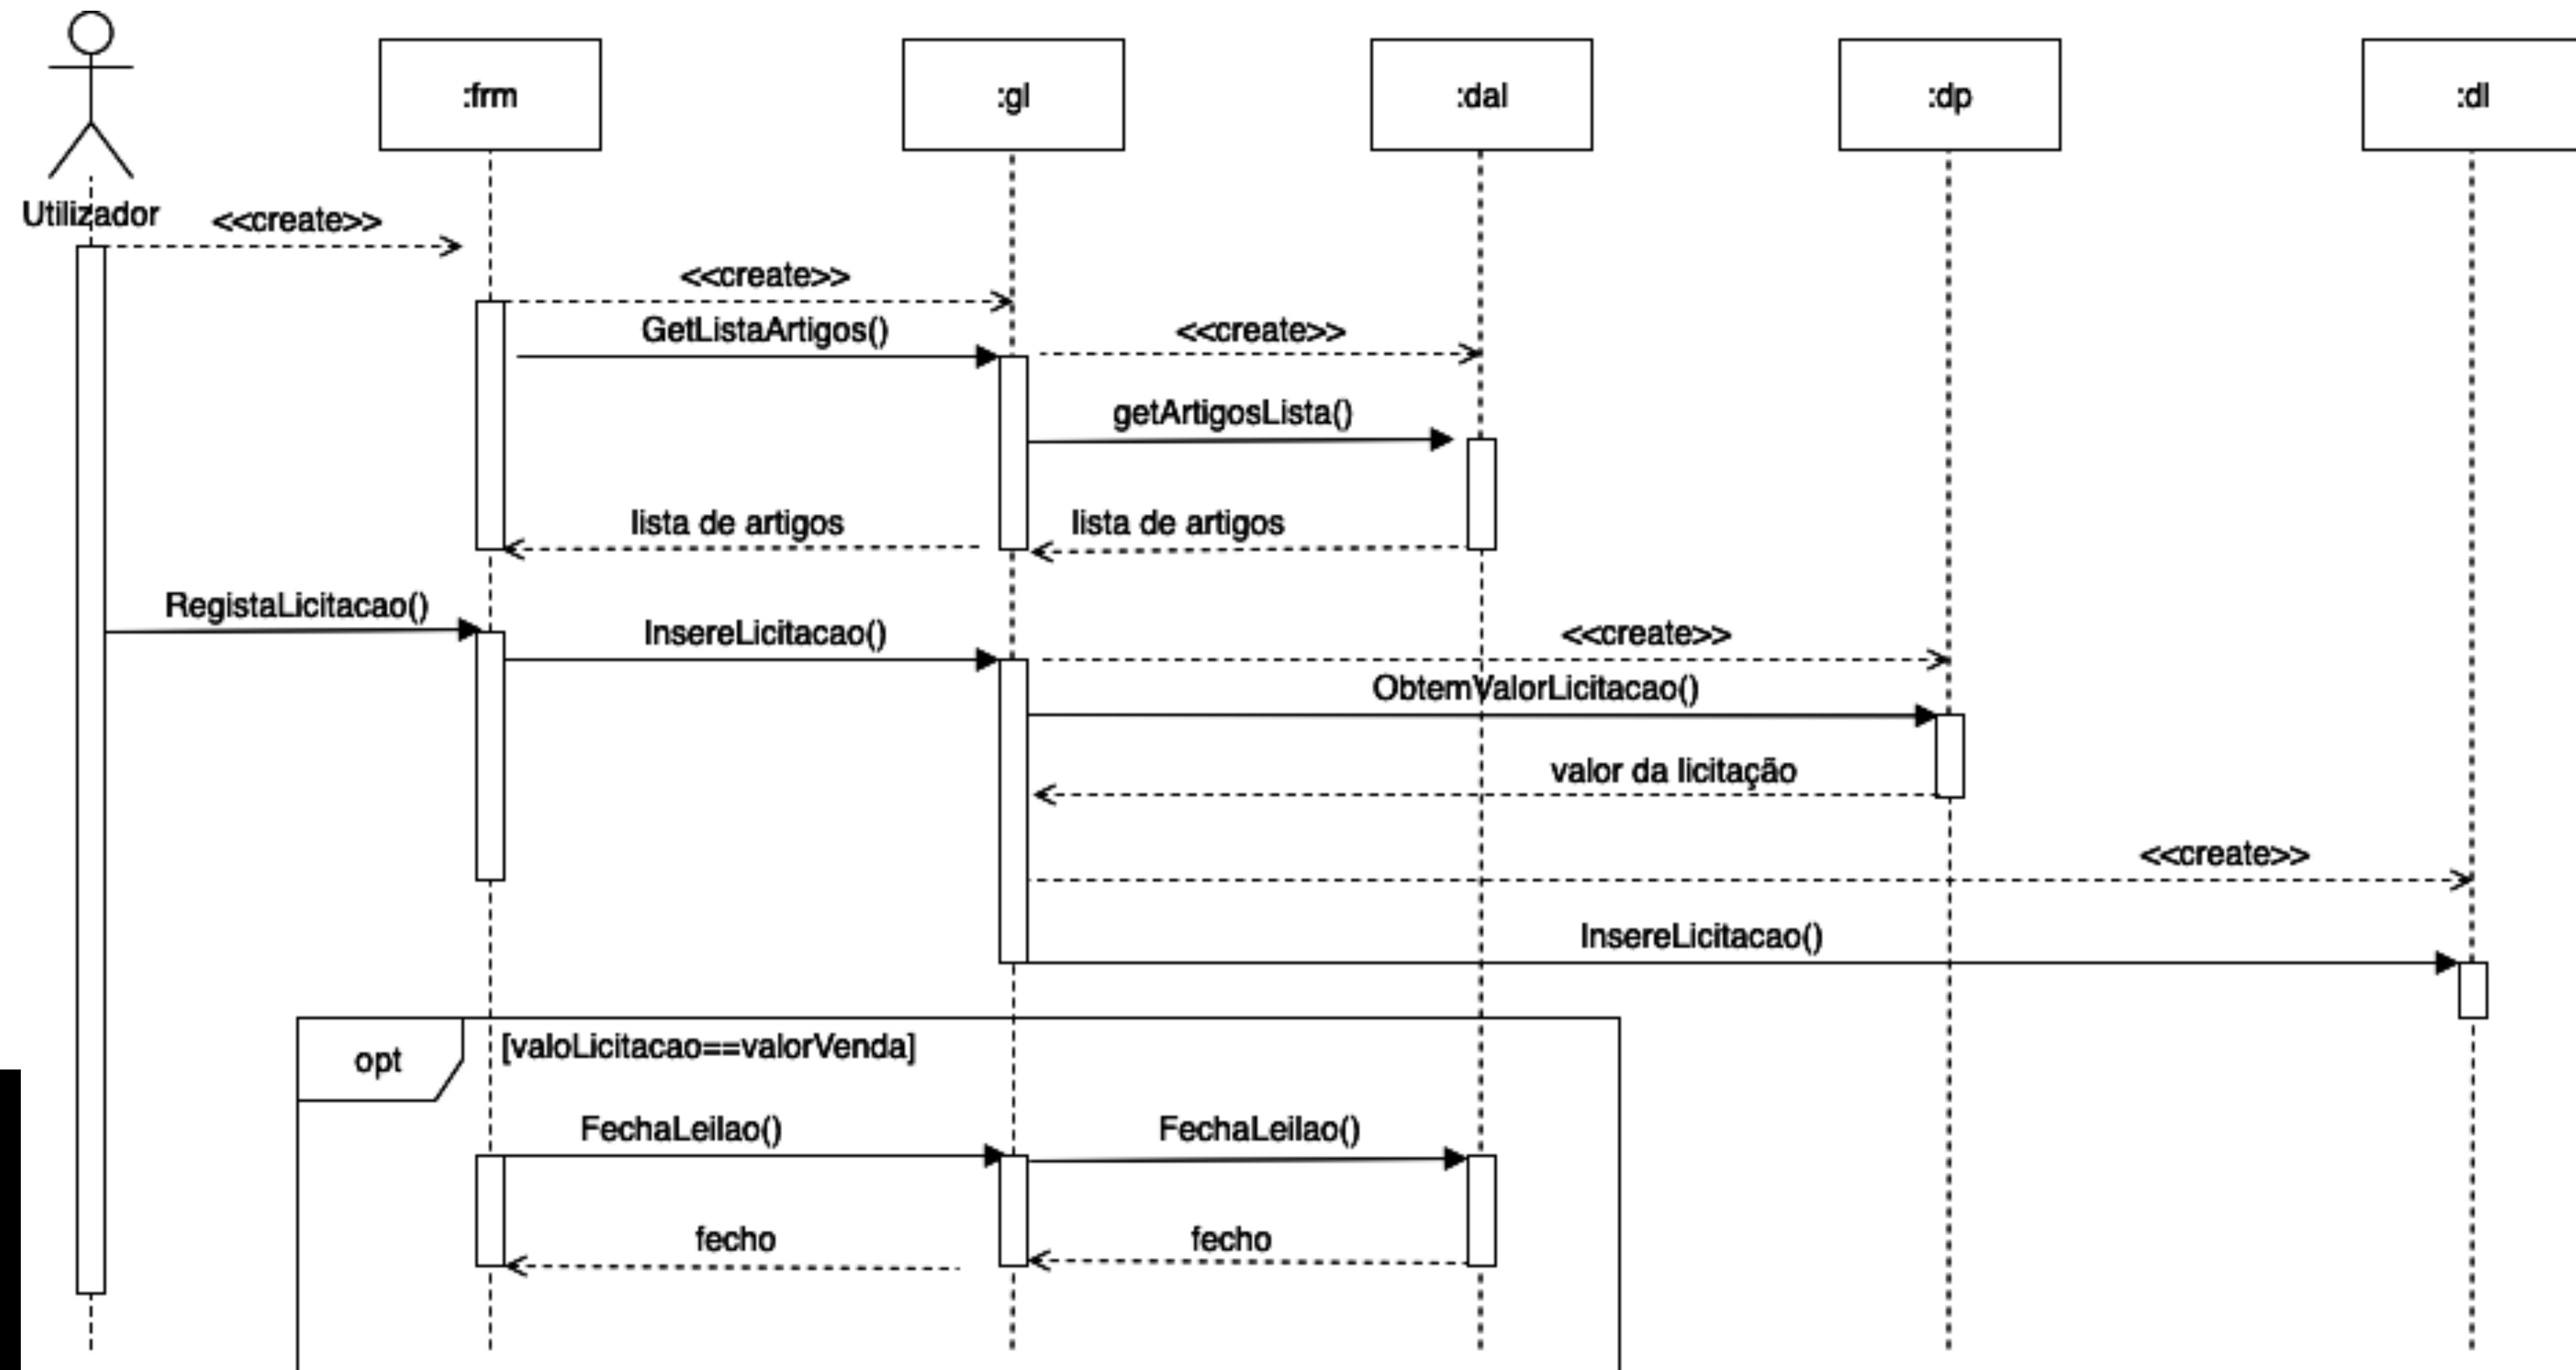 :frm
:gl
:dal
:dp
:dl
Utilizador
<<create>>
<<create>>
GetListaArtigos()
<<create>>
getArtigosLista()
lista de artigos
lista de artigos
RegistaLicitacao()
InsereLicitacao()
<<create>>
ObtemValorLicitacao()
valor da licitação
<<create>>
InsereLicitacao()
opt
[valoLicitacao==valorVenda]
FechaLeilao()
FechaLeilao()
fecho
fecho